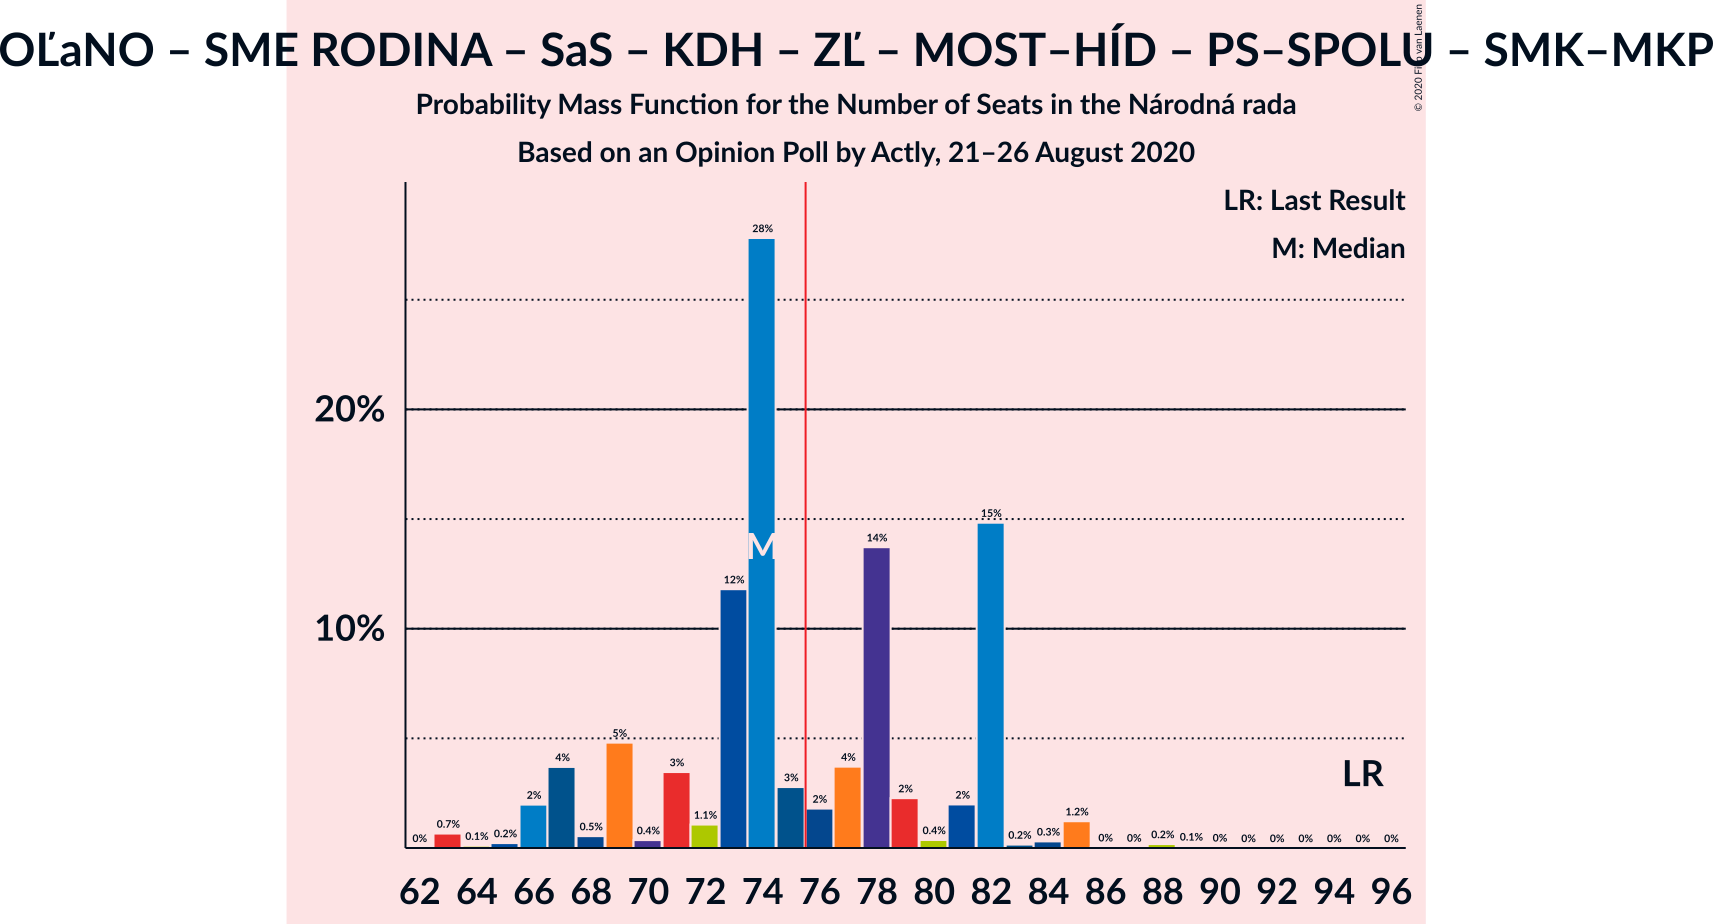 OĽaNO – SME RODINA – SaS – KDH – ZĽ – MOST–HÍD – PS–SPOLU – SMK–MKP
Probability Mass Function for the Number of Seats in the Národná rada
Based on an Opinion Poll by Actly, 21–26 August 2020
© 2020 Filip van Laenen
LR: Last Result
M: Median
20%
10%
0% 0.7% 0.1% 0.2% 2% 4% 0.5% 5% 0.4% 3% 1.1% 12% 28% 3% 2% 4% 14% 2% 0.4% 2% 15% 0.2% 0.3% 1.2% 0% 0% 0.2% 0.1% 0% 0% 0% 0% 0% 0% 0%
M
LR
62 64 66 68 70 72 74 76 78 80 82 84 86 88 90 92 94 96